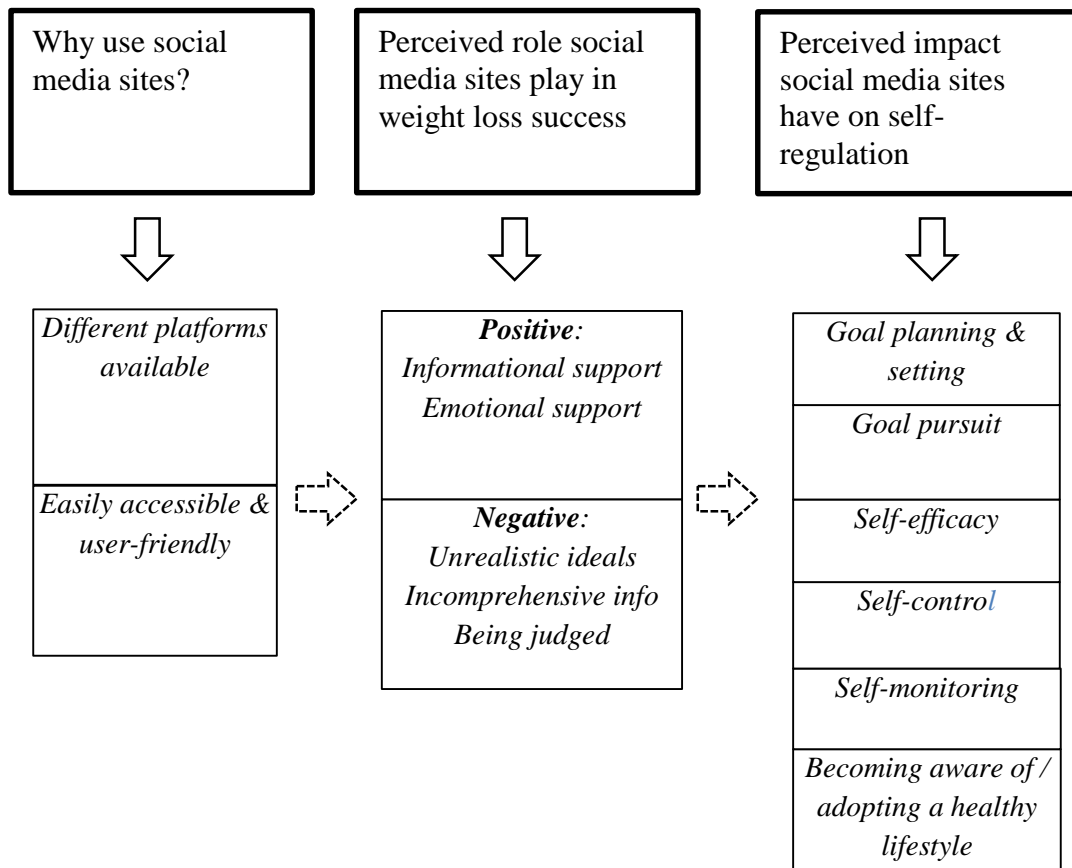 Why use social
media sites?
Perceived role social
media sites play in
weight loss success
Perceived impact
social media sites
have on self-
regulation
Different platforms
available
Easily accessible &
user-friendly
Positive:
Informational support
Emotional support
Negative:
Unrealistic ideals
Incomprehensive info
Being judged
Goal planning &
setting
Goal pursuit
Self-efficacy
Self-control
Self-monitoring
Becoming aware of /
adopting a healthy
lifestyle